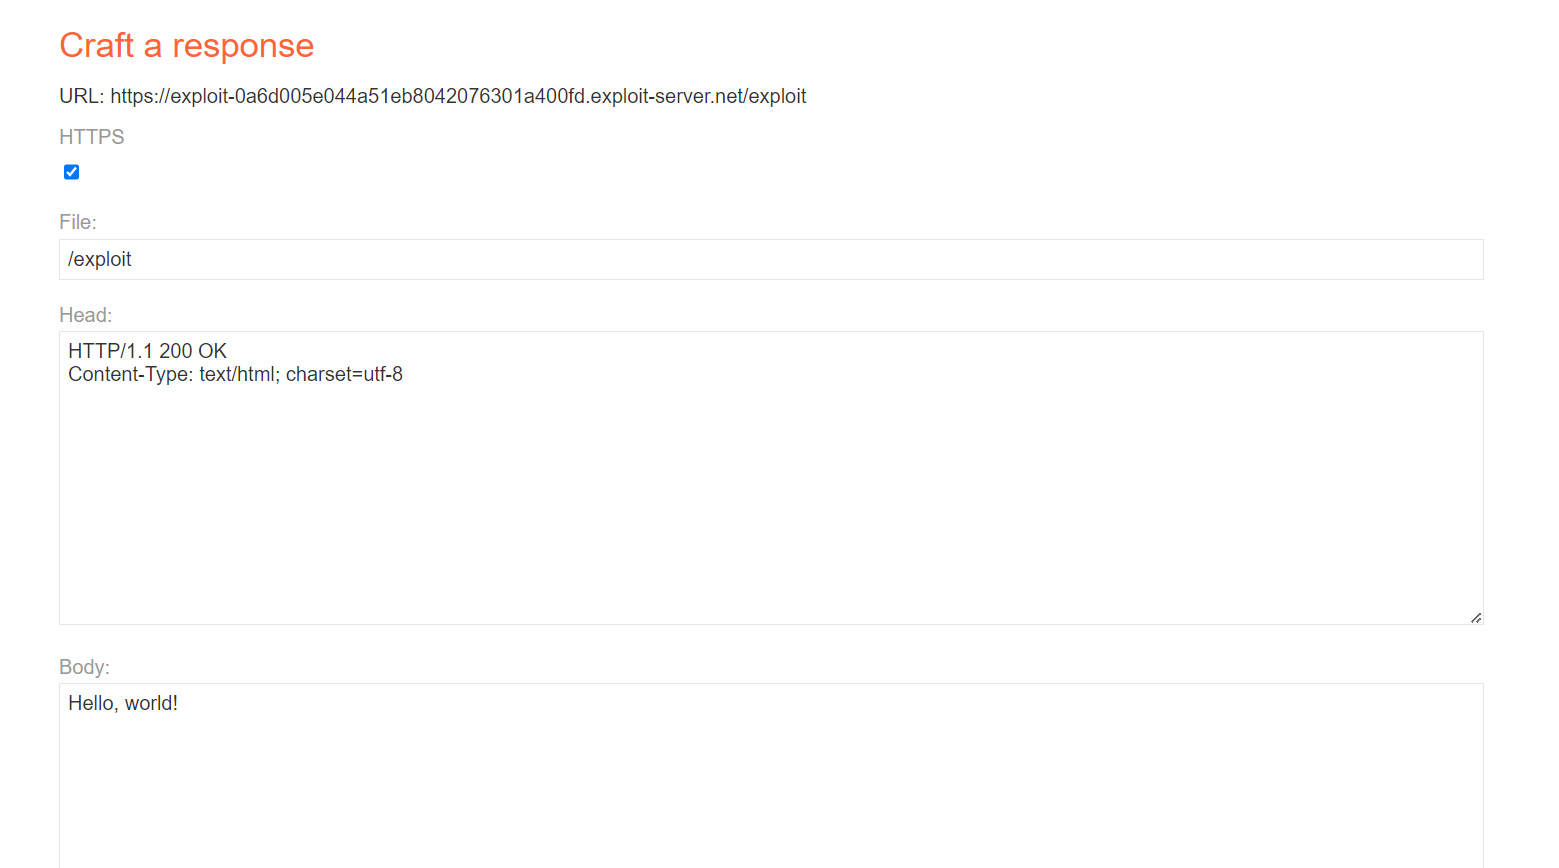 Craft a response
URL: https://exploit-0a6d005e044a51eb8042076301a400fd.exploit-server.net/exploit
HTTPS
File:
/exploit
Head:
HTTP/1.1 200 OK
Content-Type: text/html; charset=utf-8
Body:
Hello, world!